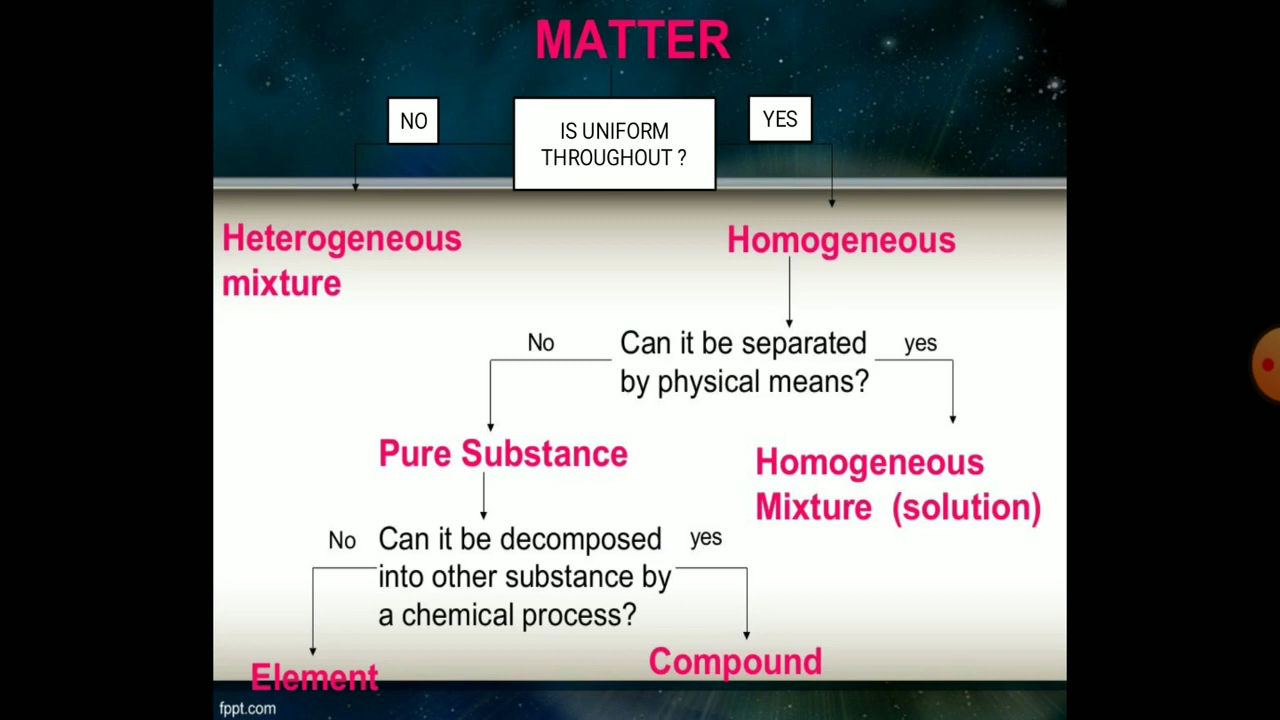 MATTER
NO
IS UNIFORM
THROUGHOUT ?
YES
Heterogeneous
mixture
Homogeneous
No
Can it be separated
by physical means?
yes
Pure Substance
Homogeneous
Mixture (solution)
No
Can it be decomposed
into other substance by
a chemical process?
yes
Element
Compound
fppt.com